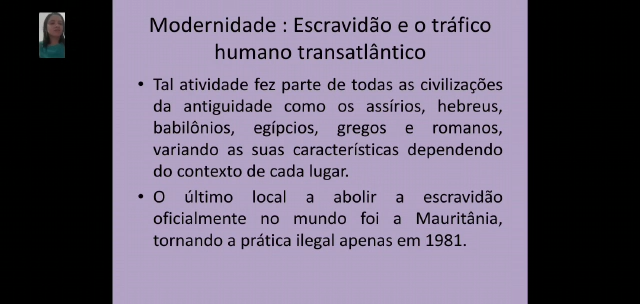 Modernidade : Escravidão e o tráfico
humano transatlântico
• Tal atividade fez parte de todas as civilizações
da antiguidade como os assírios, hebreus,
babilônios, egípcios, gregos e romanos,
variando as suas características dependendo
do contexto de cada lugar.
• O último local a abolir a escravidão
oficialmente no mundo foi a Mauritânia,
tornando a prática ilegal apenas em 1981.